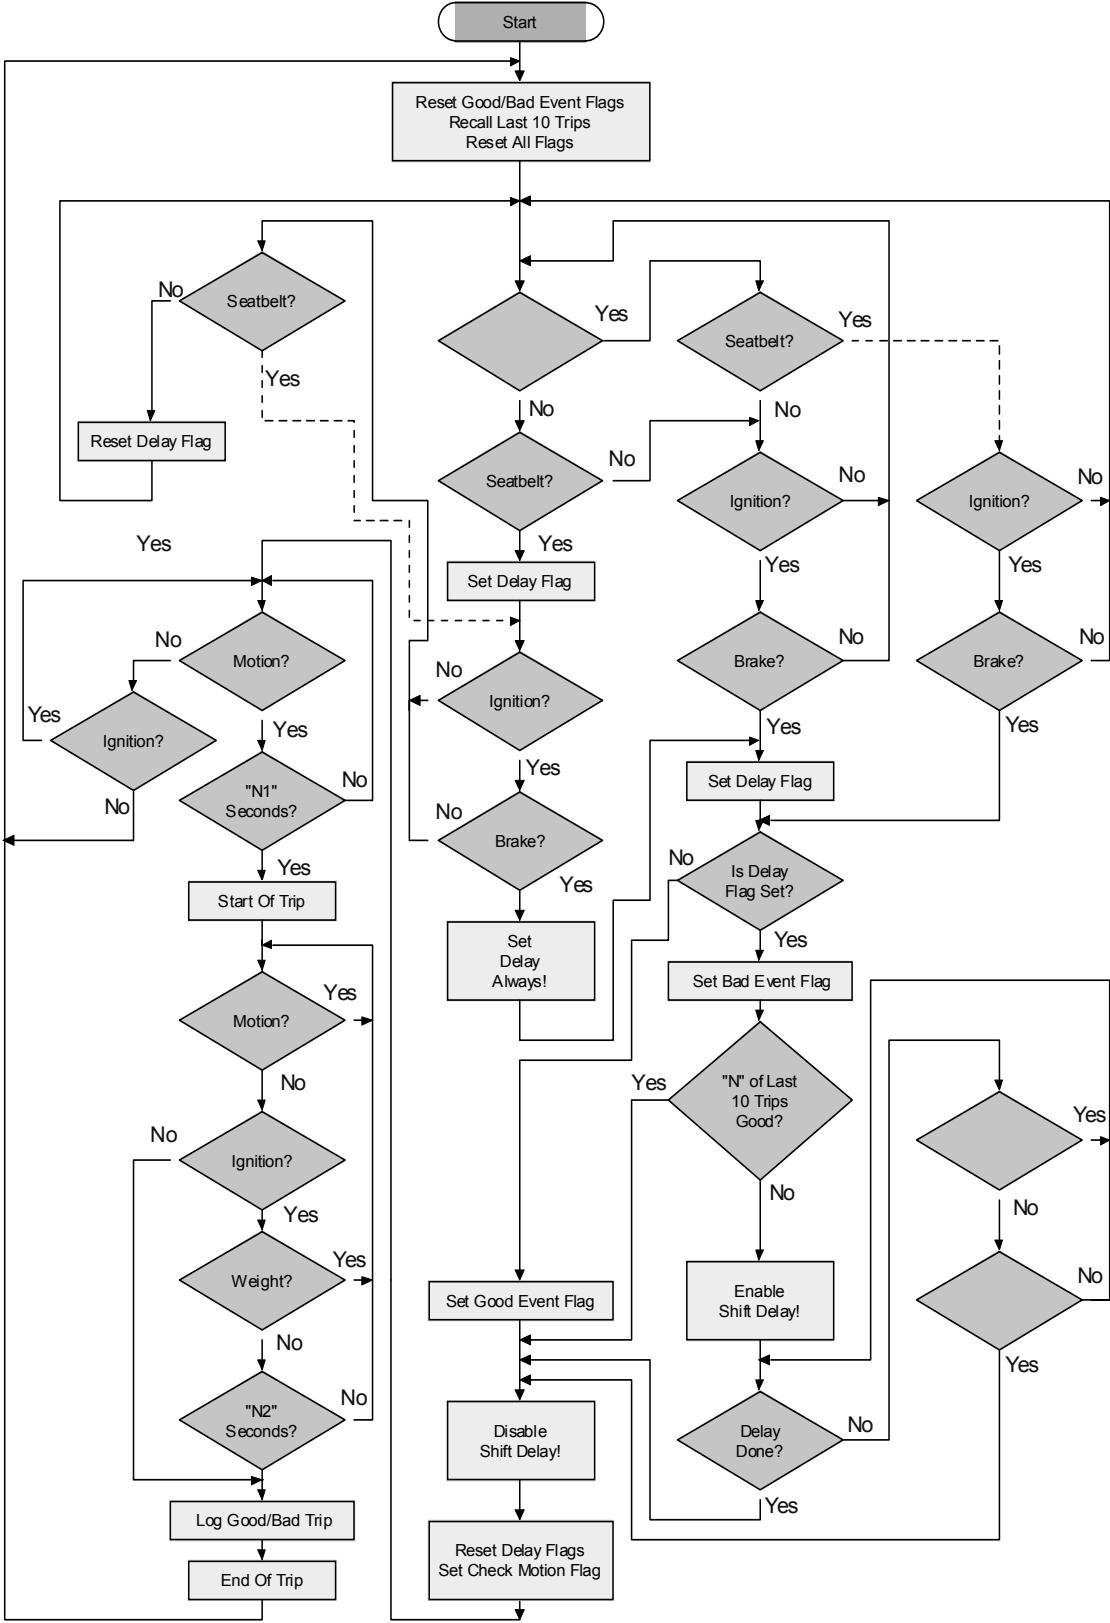 Start
Reset Good/Bad Event Flags
Recall Last 10 Trips
Reset All Flags
No
Seatbelt?
Yes
Reset Delay Flag
Yes
Seatbelt?
Yes
No
No
Seatbelt?
No
Ignition?
No
Ignition?
No
Yes
Set Delay Flag
Yes
Yes
Yes
No
Motion?
Yes
Ignition?
No
Yes
"N1"
Seconds?
No
Yes
Start Of Trip
No
Ignition?
Yes
No
Brake?
Yes
Set
Delay
Always!
Brake?
No
Yes
Set Delay Flag
Brake?
No
Yes
No
Is Delay
Flag Set?
Yes
Set Bad Event Flag
Motion?
Yes
No
No
Ignition?
Yes
Weight?
Yes
No
"N2"
Seconds?
No
Log Good/Bad Trip
End Of Trip
Yes
"N" of Last
10 Trips
Good?
No
Yes
No
No
Yes
Set Good Event Flag
Enable
Shift Delay!
Disable
Shift Delay!
Delay
Done?
No
Yes
Reset Delay Flags
Set Check Motion Flag